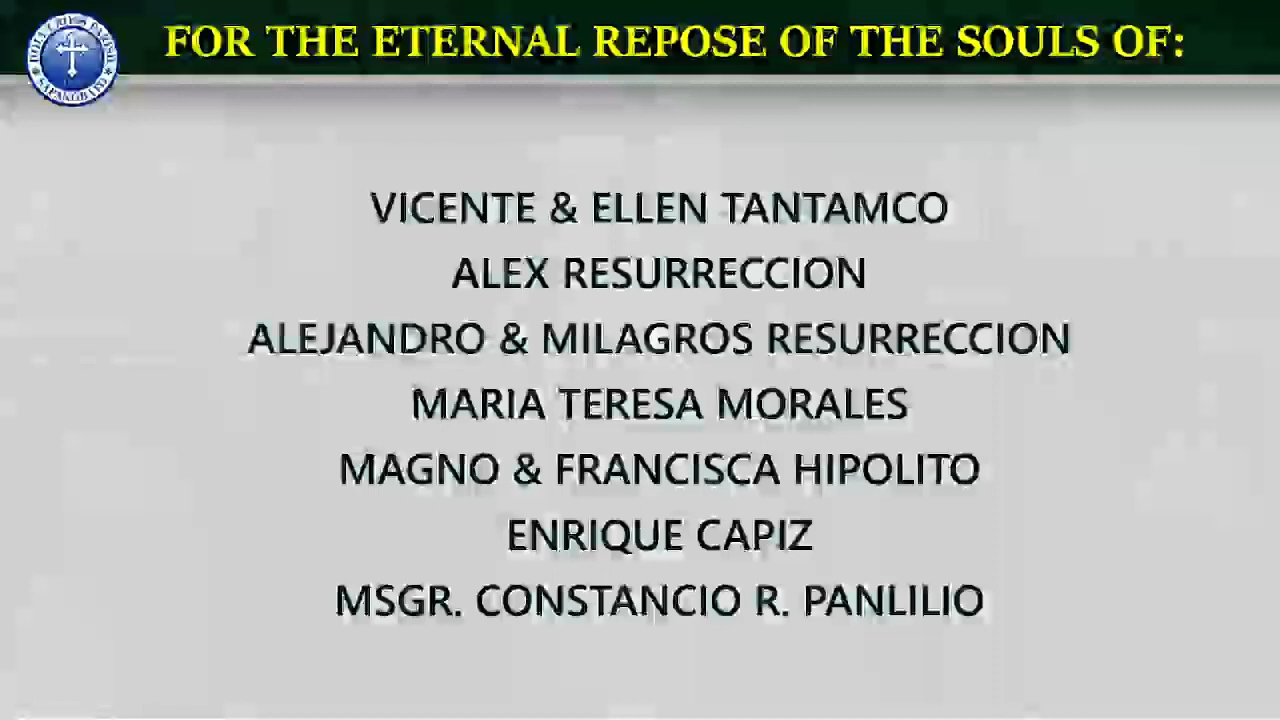 FOR THE ETERNAL REPOSE OF THE SOULS OF:
VICENTE & ELLEN TANTAMCO
ALEX RESURRECCION
ALEJANDRO & MILAGROS RESURRECCION
MARIA TERESA MORALES
MAGNO & FRANCISCA HIPOLITO
ENRIQUE CAPIZ
MSGR. CONSTANCIO R. PANLILIO